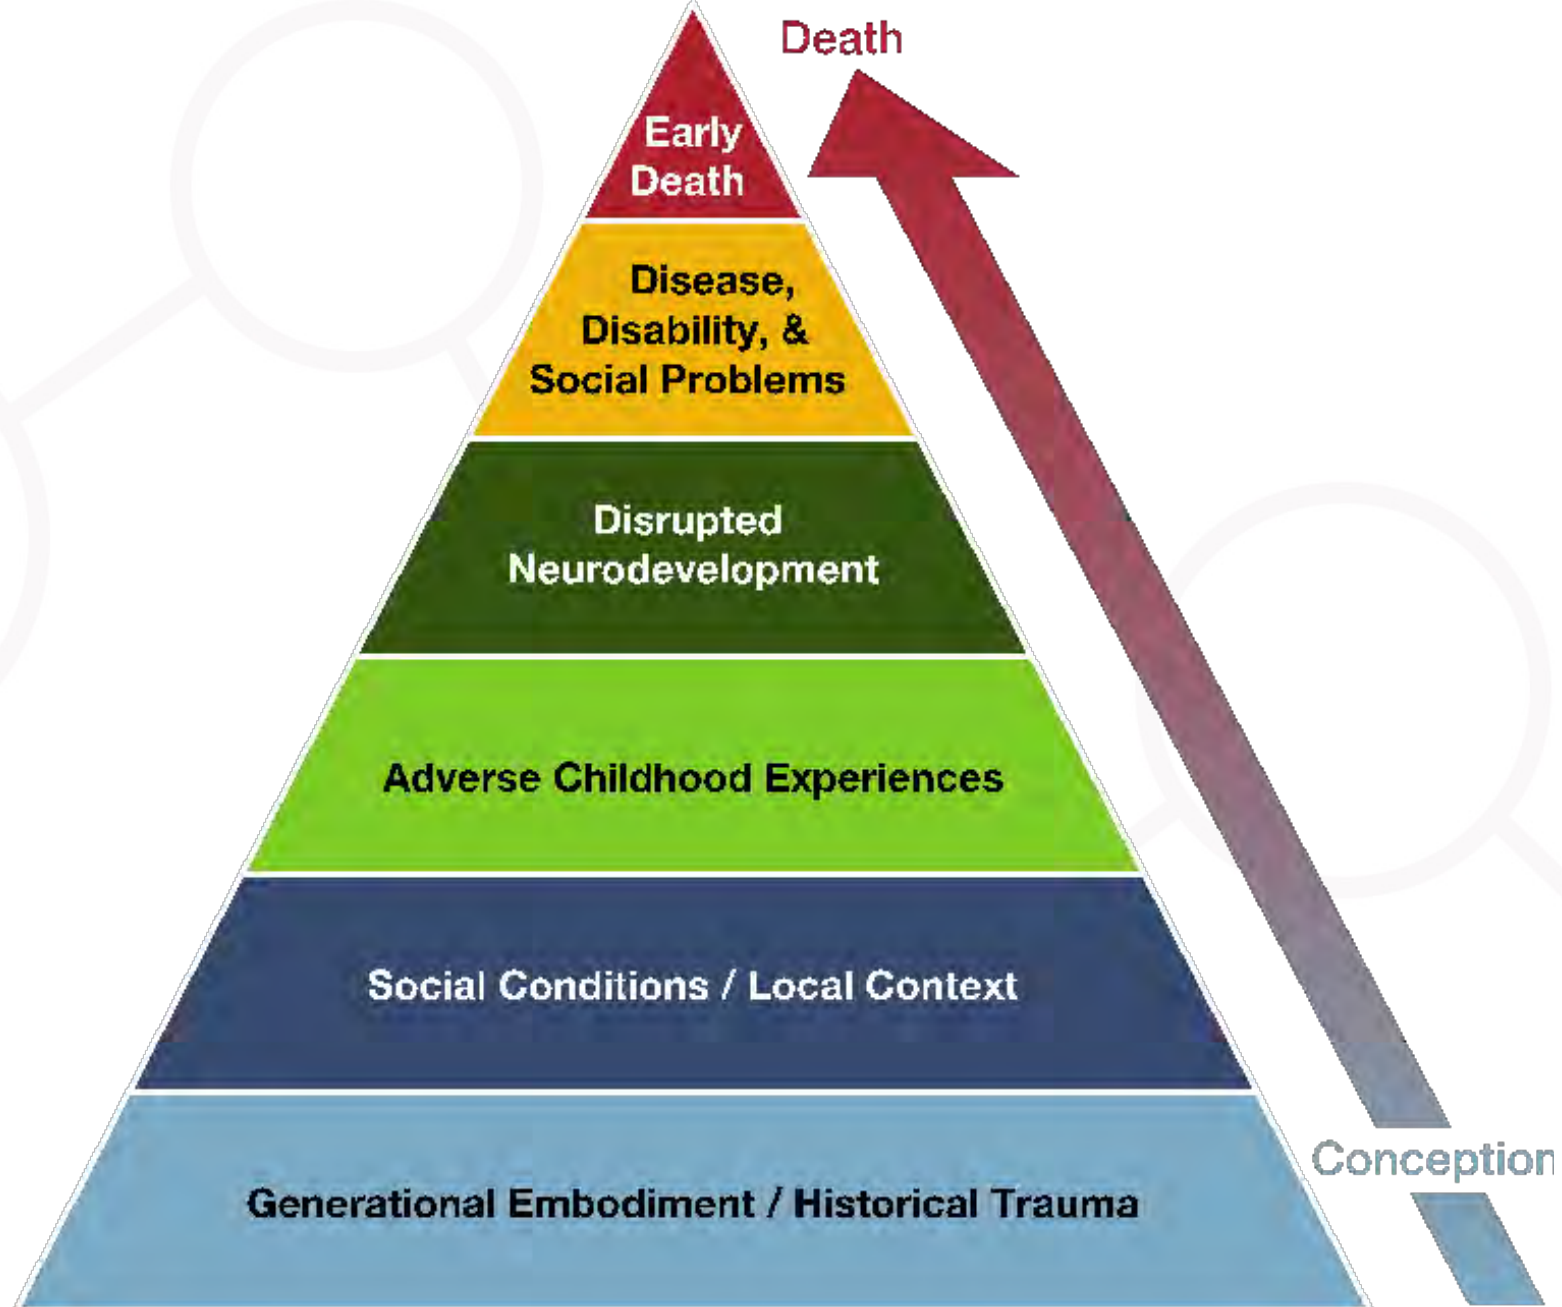 Death
Early
Death
Disease,
Disability, &
Social Problems
Disrupted
Neurodevelopment
Adverse Childhood Experiences
Social Conditions / Local Context
Conception
Generational Embodiment / Historical Trauma